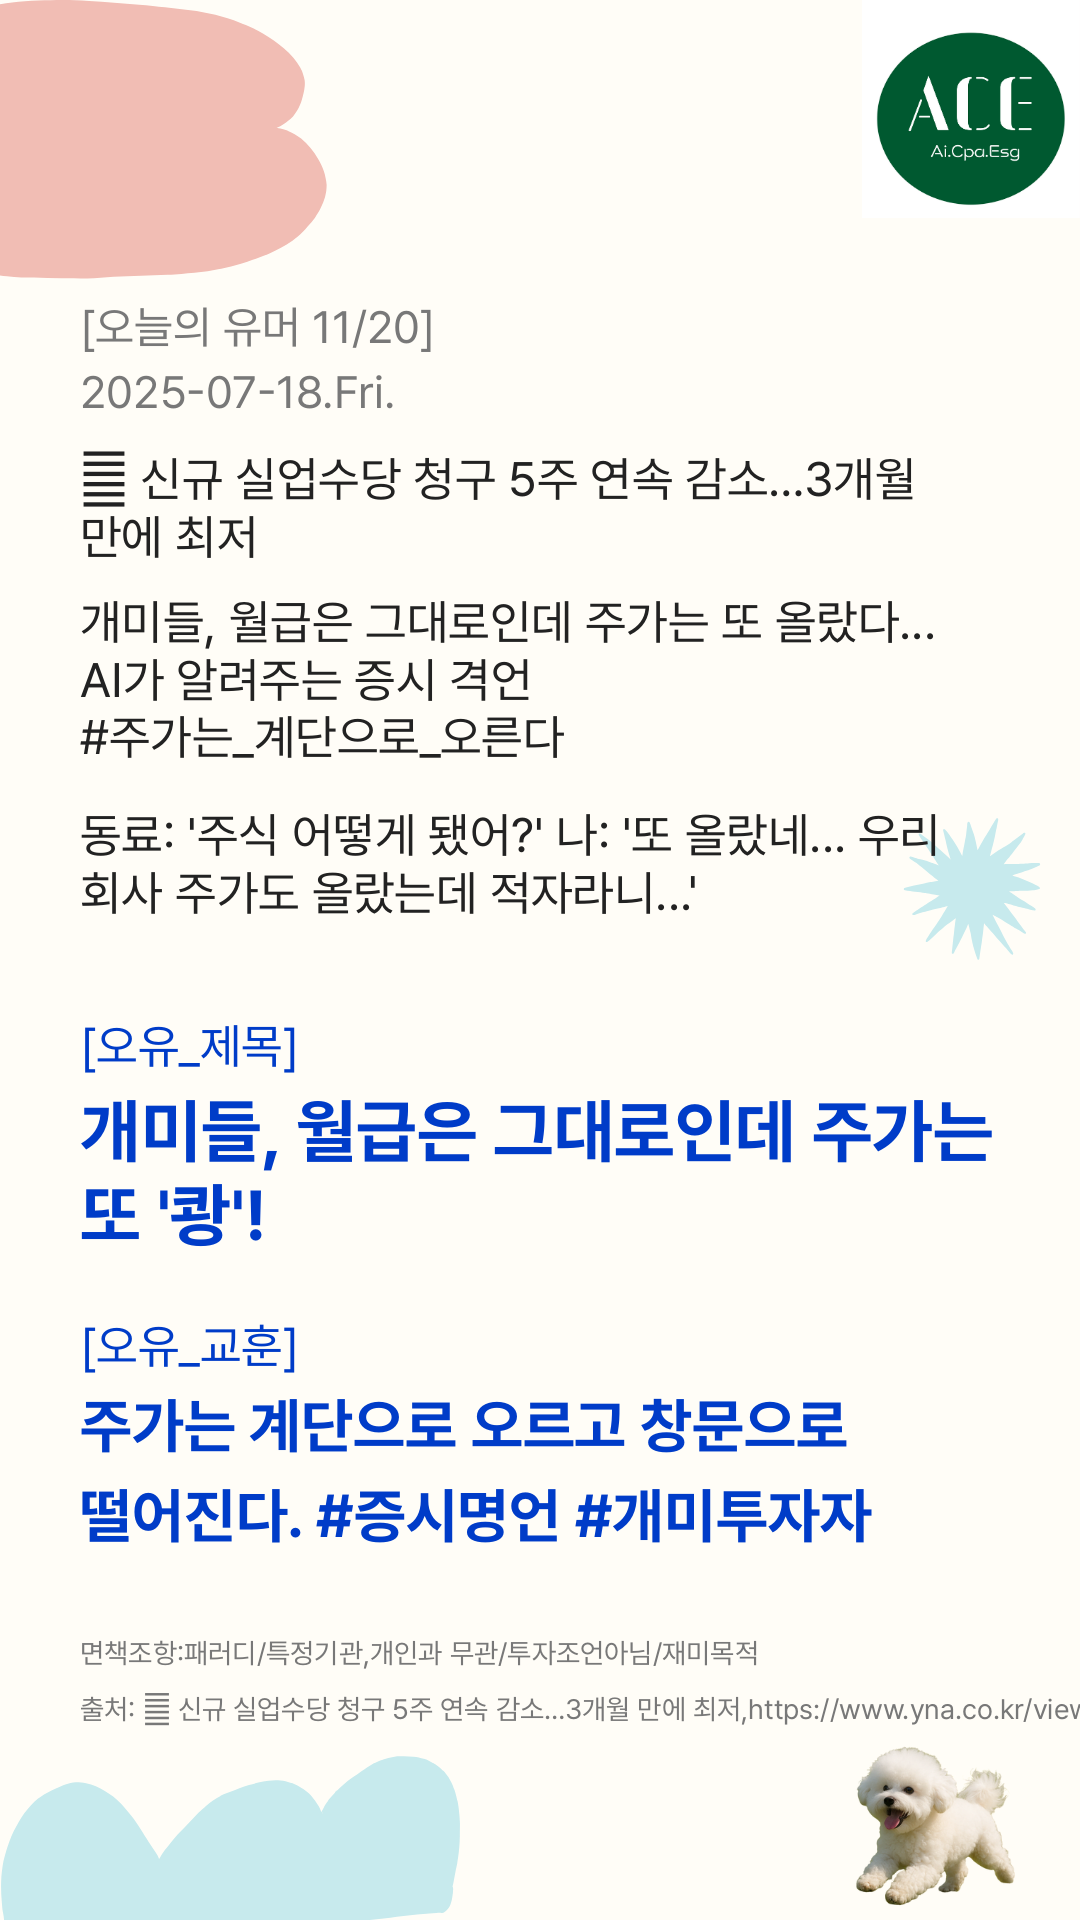 ACE
Ai.Cpa.Esg
[오늘의 유머 11/20]
2025-07-18.Fri.
䷀ 신규 실업수당 청구 5주 연속 감소…3개월
만에 최저
개미들, 월급은 그대로인데 주가는 또 올랐다...
AI가 알려주는 증시 격언
#주가는_계단으로_오른다
동료: '주식 어떻게 됐어?' 나: '또 올랐네... 우리
회사 주가도 올랐는데 적자라니...'
[오유_제목]
개미들, 월급은 그대로인데 주가는
또 '쾅'!
[오유_교훈]
주가는 계단으로 오르고 창문으로
떨어진다. #증시명언 #개미투자자
면책조항:패러디/특정기관,개인과 무관/투자조언아님/재미목적
출처: ䷀ 신규 실업수당 청구 5주 연속 감소…3개월 만에 최저,https://www.yna.co.kr/view